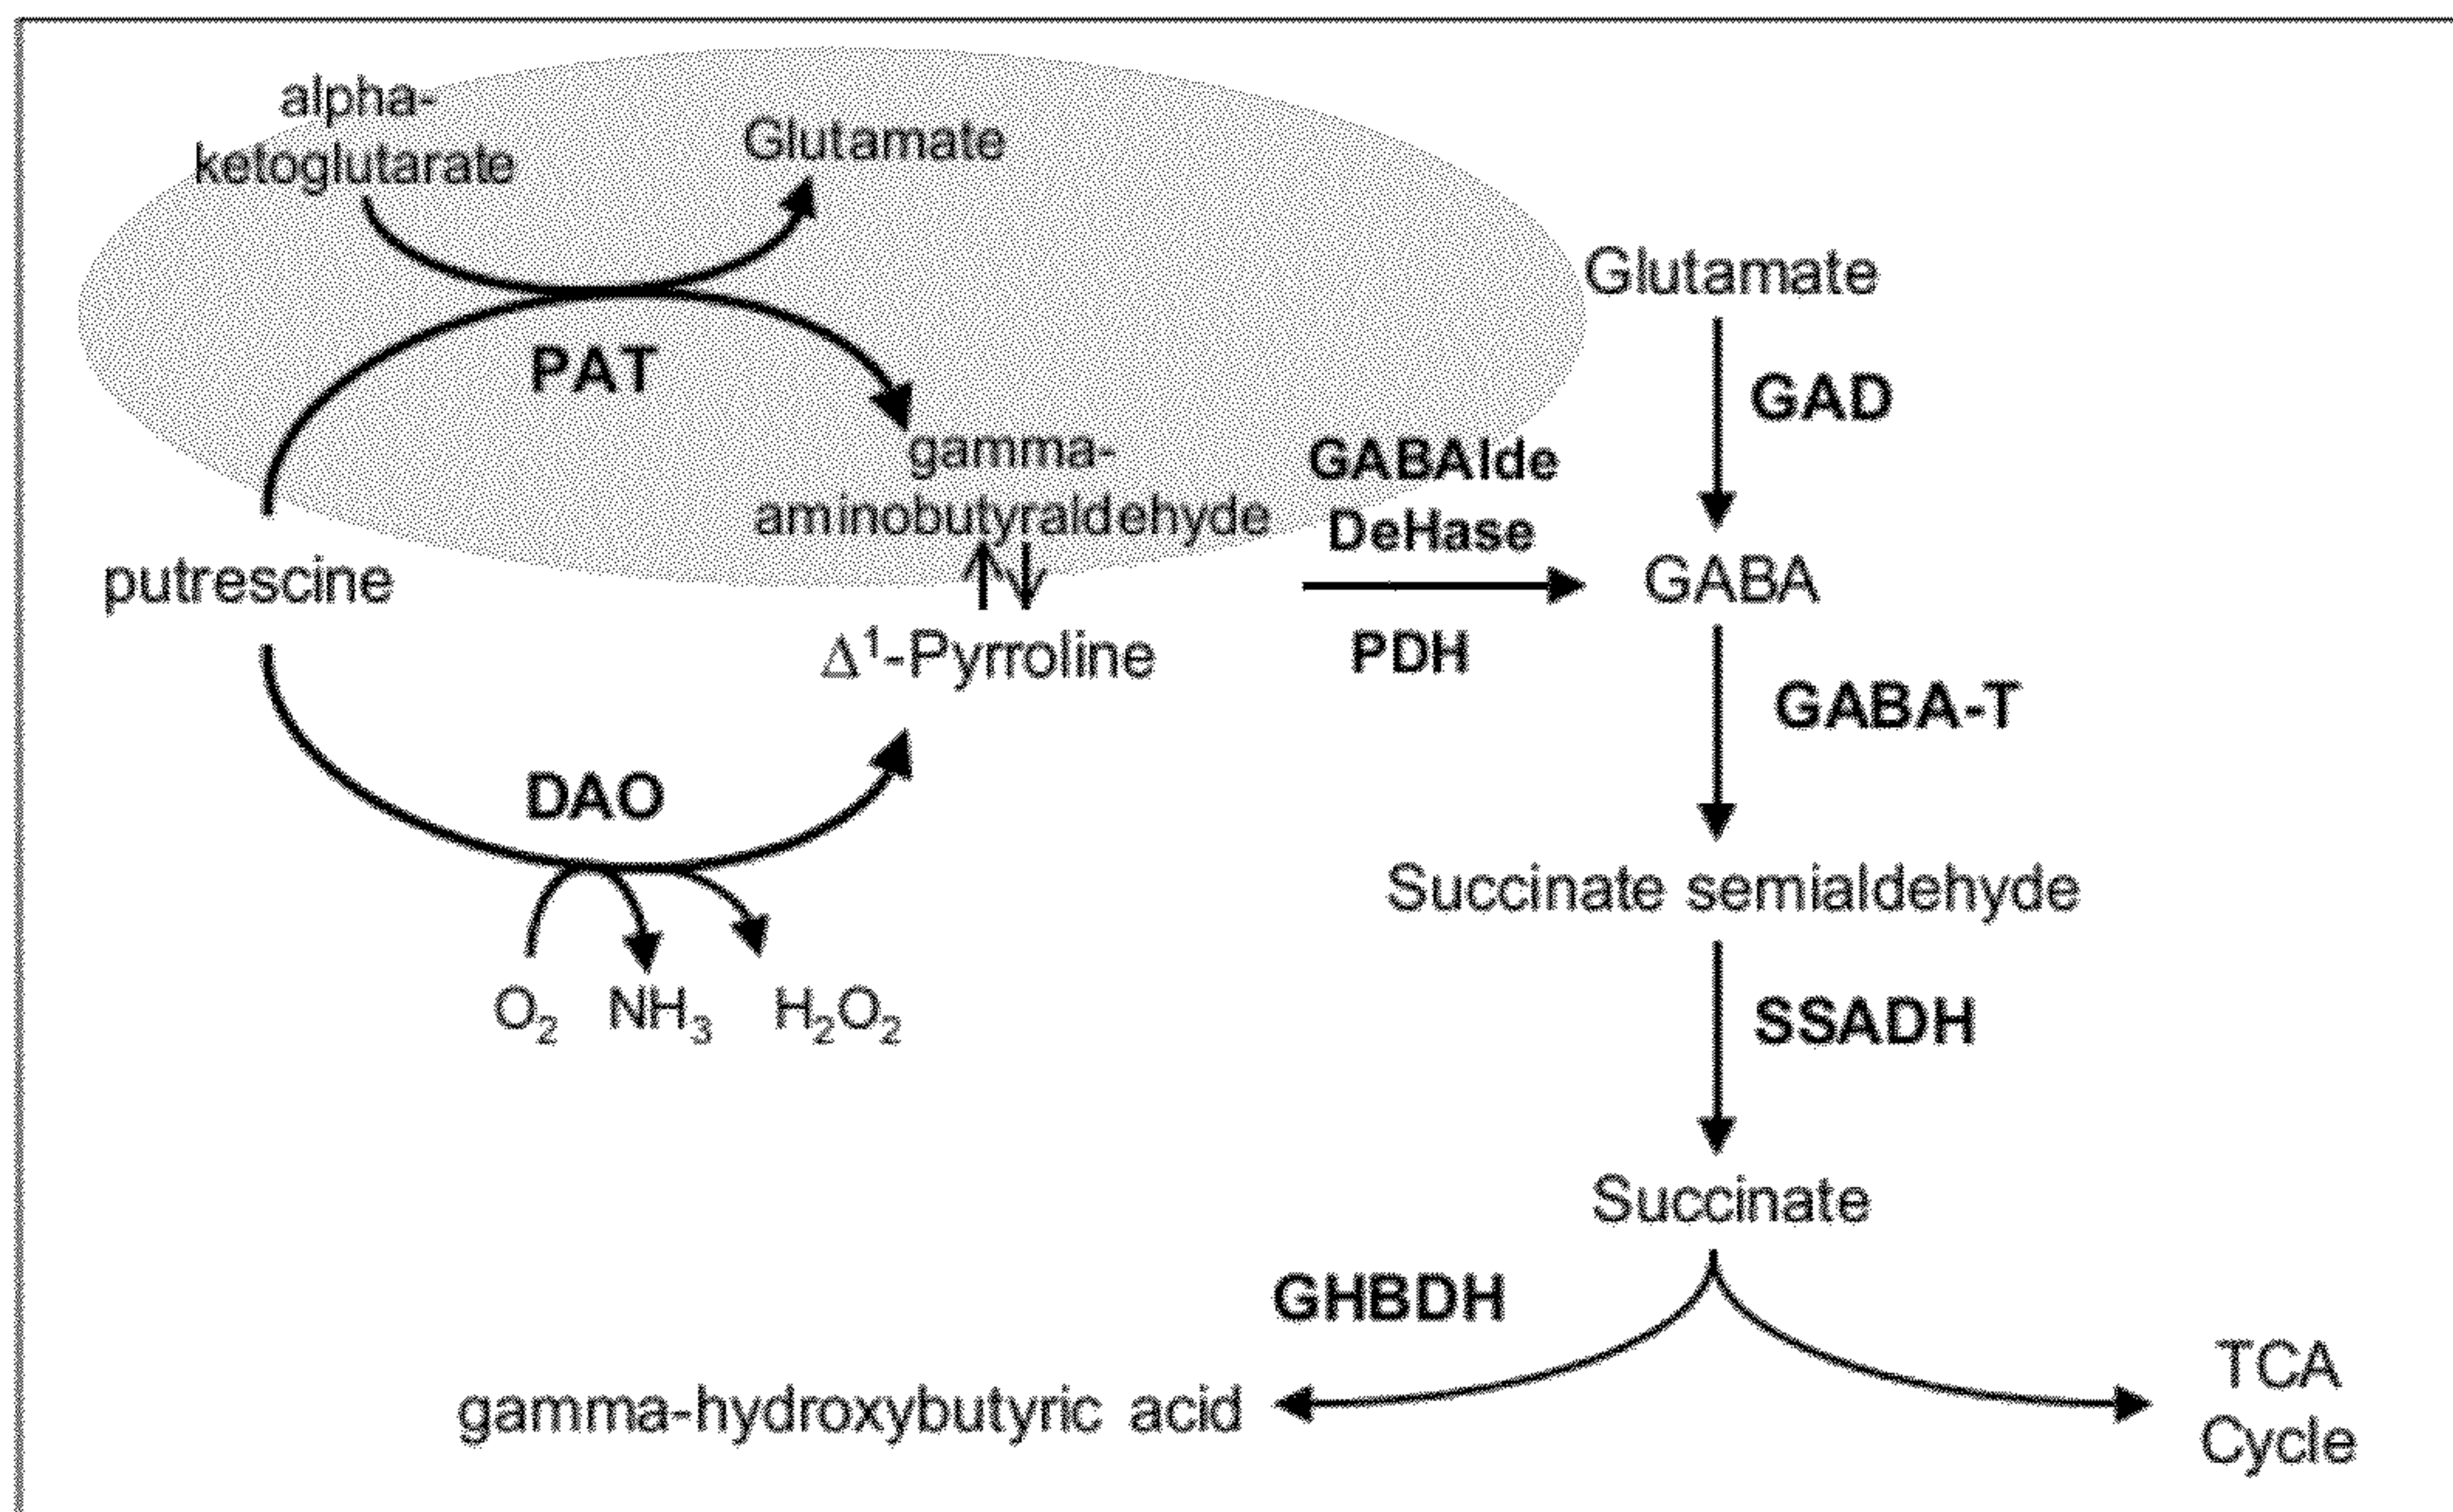 alpha-
ketoglutarate
Glutamate
PAT
gamma-
aminobutyraldehyde
putrescine
Δ¹-Pyrroline
DAO
O₂ NH₃ H₂O₂
GABAlde
DeHase
PDH
Glutamate
GAD
GABA
GABA-T
Succinate semialdehyde
SSADH
Succinate
GHBDH
gamma-hydroxybutyric acid
TCA
Cycle